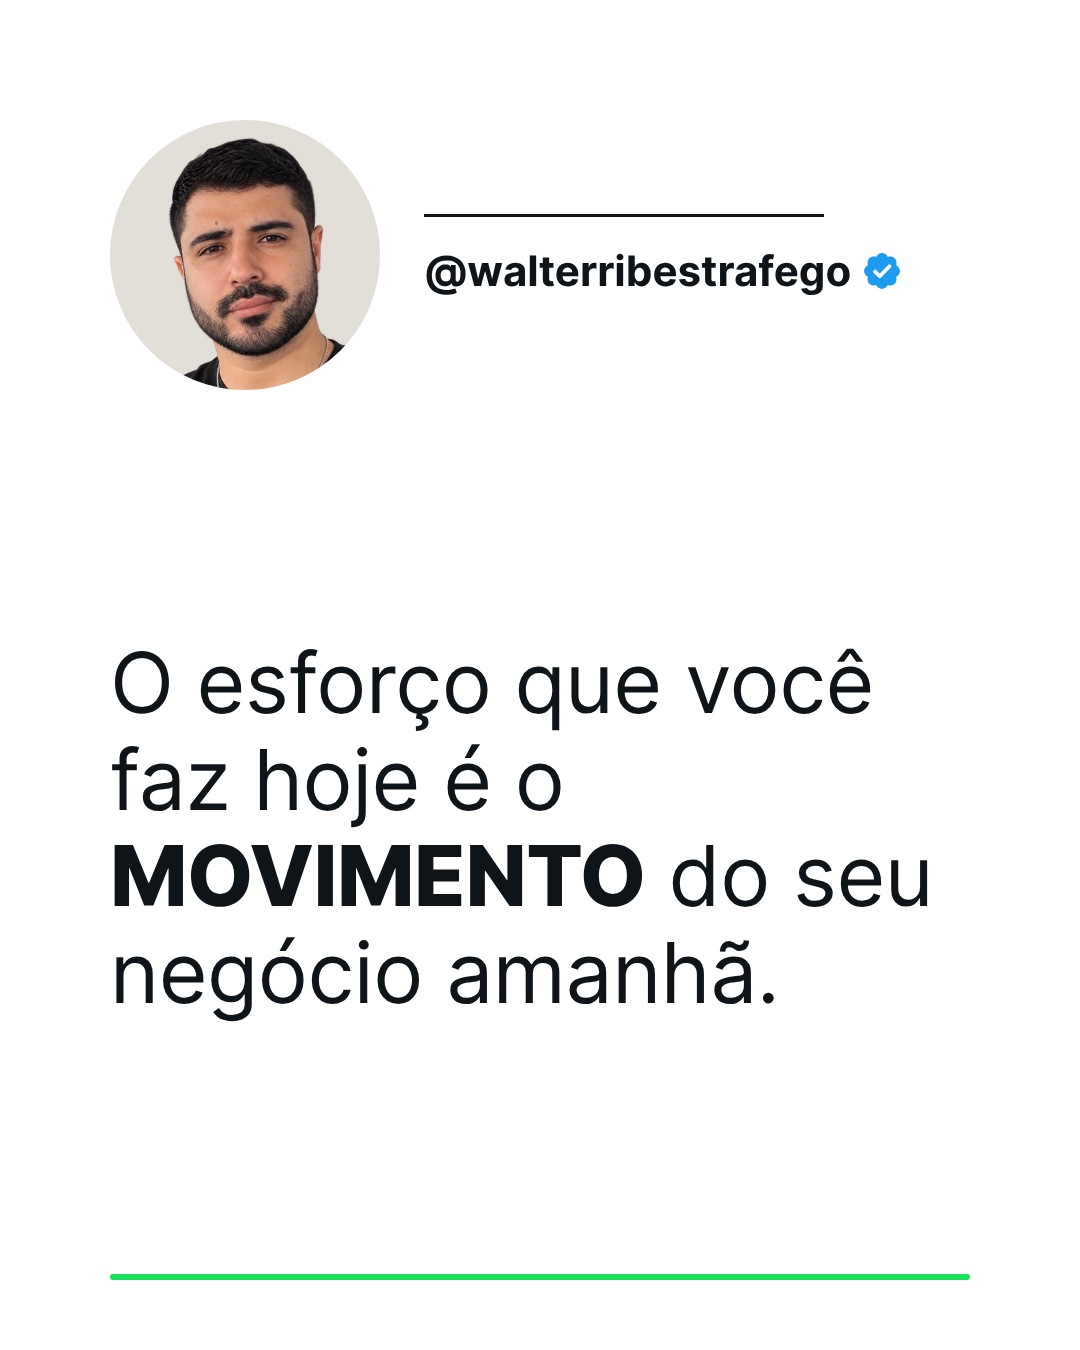 @walterribestrafego
O esforço que você
faz hoje é o
MOVIMENTO do seu
negócio amanhã.